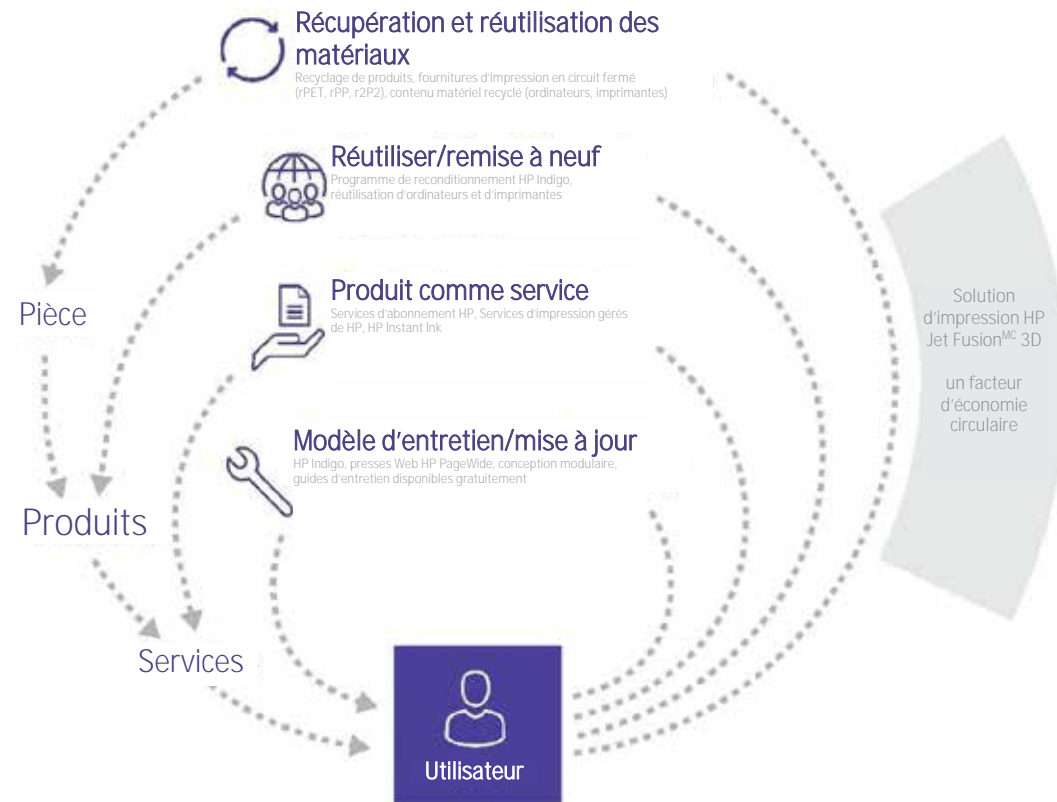 Récupération et réutilisation des
matériaux
Recyclage de produits, fournitures d'impression en circuit fermé
(rPET, rPP, r2P2), contenu matériel recyclé (ordinateurs, imprimantes)
Réutiliser/remise à neuf
Programme de reconditionnement HP Indigo,
réutilisation d'ordinateurs et d'imprimantes
Produit comme service
Services d'abonnement HP, Services d'impression gérés
de HP, HP Instant Ink
Modèle d'entretien/mise à jour
HP Indigo, presses Web HP PageWide, conception modulaire,
guides d'entretien disponibles gratuitement
Pièce
Produits
Services
Utilisateur
Solution
d'impression HP
Jet Fusion^MC 3D
un facteur
d'économie
circulaire